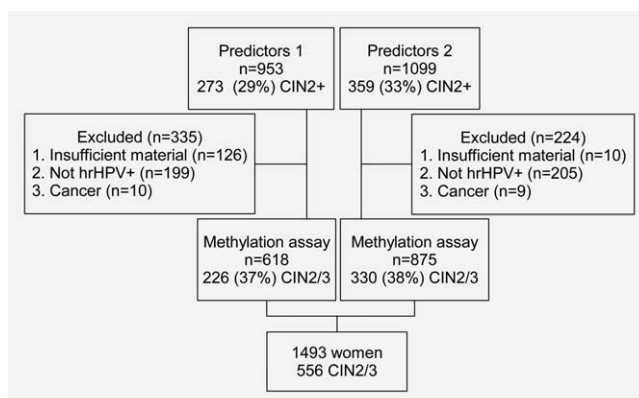 Predictors 1
n=953
273 (29%) CIN2+
Predictors 2
n=1099
359 (33%) CIN2+
Excluded (n=335)
1. Insufficient material (n=126)
2. Not hrHPV+ (n=199)
3. Cancer (n=10)
Excluded (n=224)
1. Insufficient material (n=10)
2. Not hrHPV+ (n=205)
3. Cancer (n=9)
Methylation assay
n=618
226 (37%) CIN2/3
Methylation assay
n=875
330 (38%) CIN2/3
1493 women
556 CIN2/3